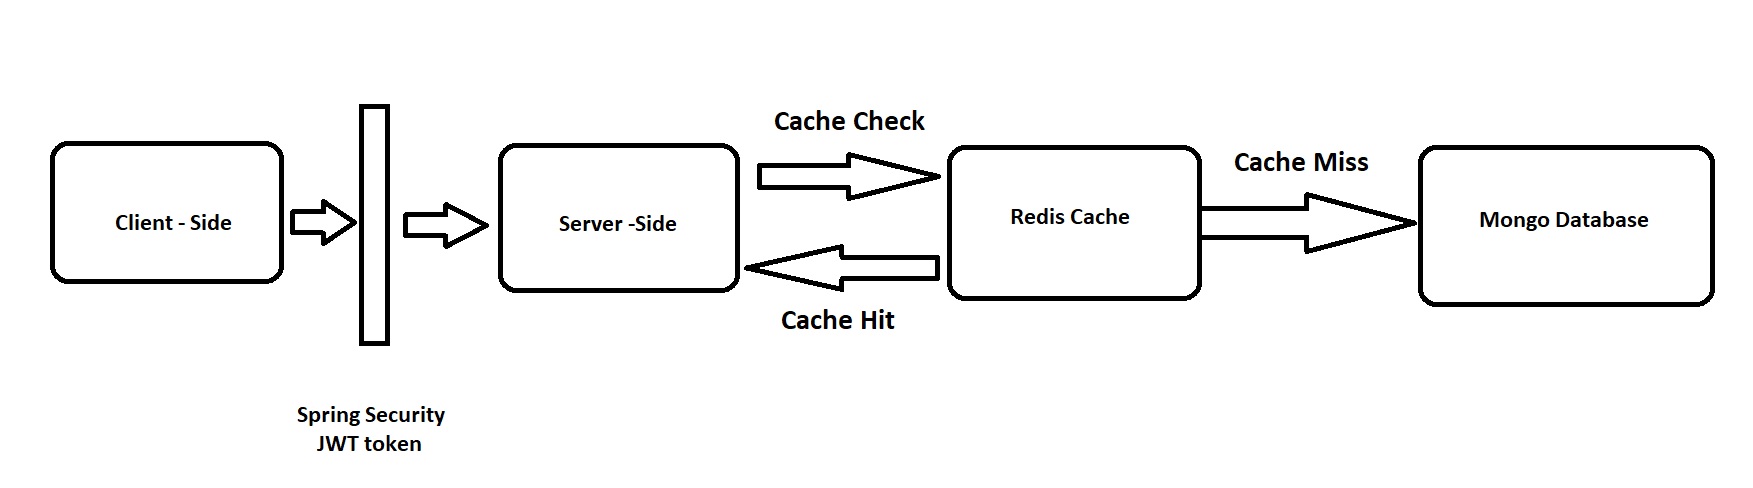 Cache Check
Cache Miss
Client - Side
Server -Side
Redis Cache
Mongo Database
Cache Hit
Spring Security
JWT token